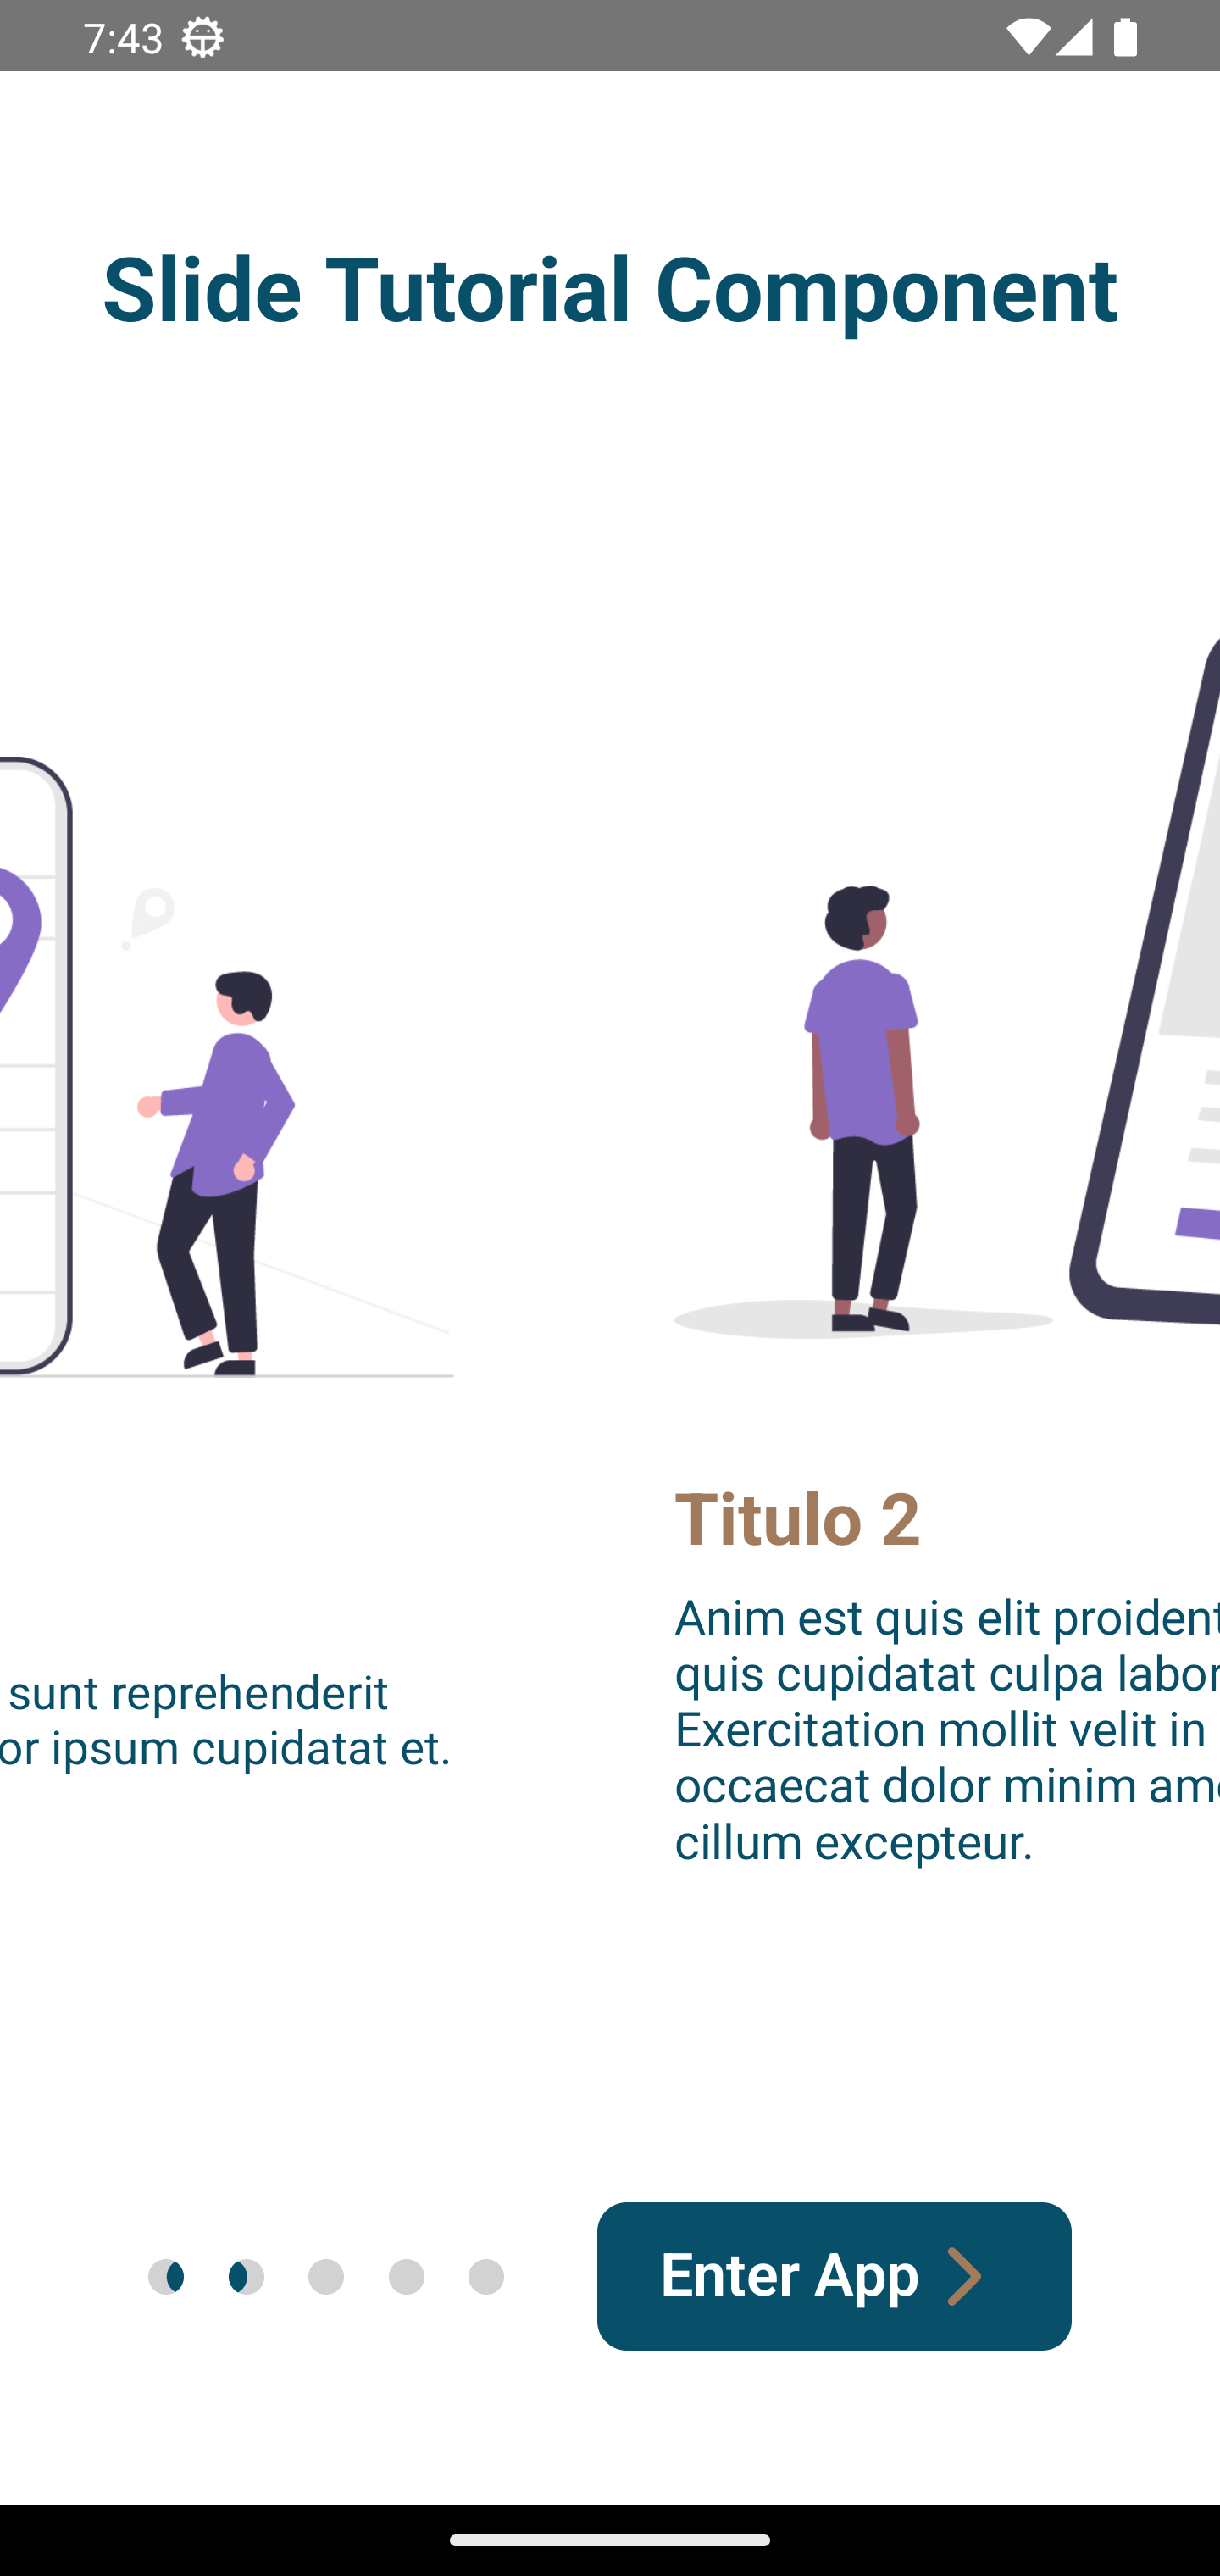 7:43
Slide Tutorial Component
sunt reprehenderit
or ipsum cupidatat et.
Titulo 2
Anim est quis elit proident
quis cupidatat culpa labor
Exercitation mollit velit in
occaecat dolor minim am
cillum excepteur.
Enter App